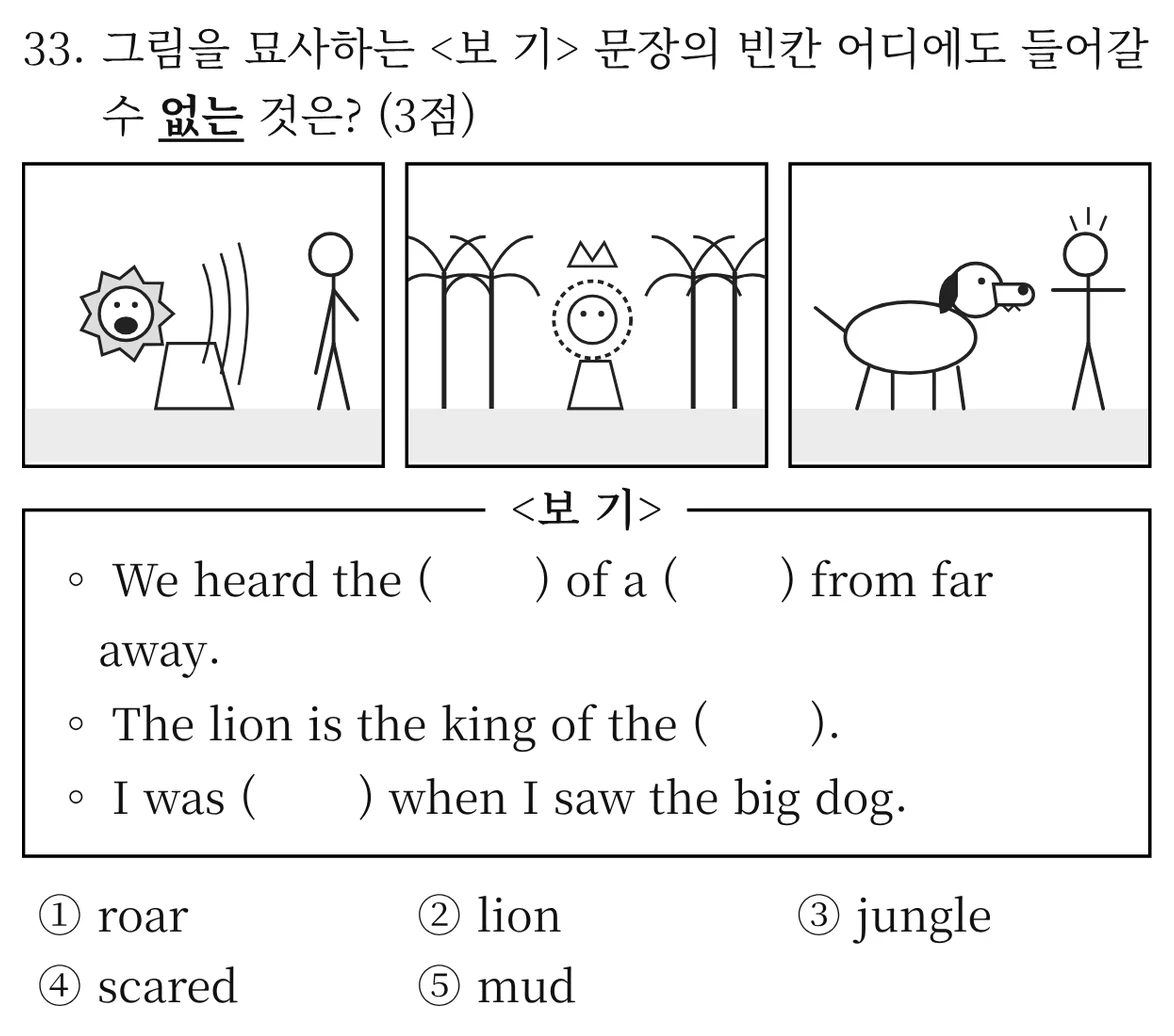 33. 그림을 묘사하는 <보 기> 문장의 빈칸 어디에도 들어갈
수 없는 것은? (3점)
<보 기>
◦ We heard the (    ) of a (    ) from far
away.
◦ The lion is the king of the (    ).
◦ I was (    ) when I saw the big dog.
① roar ② lion ③ jungle
④ scared ⑤ mud